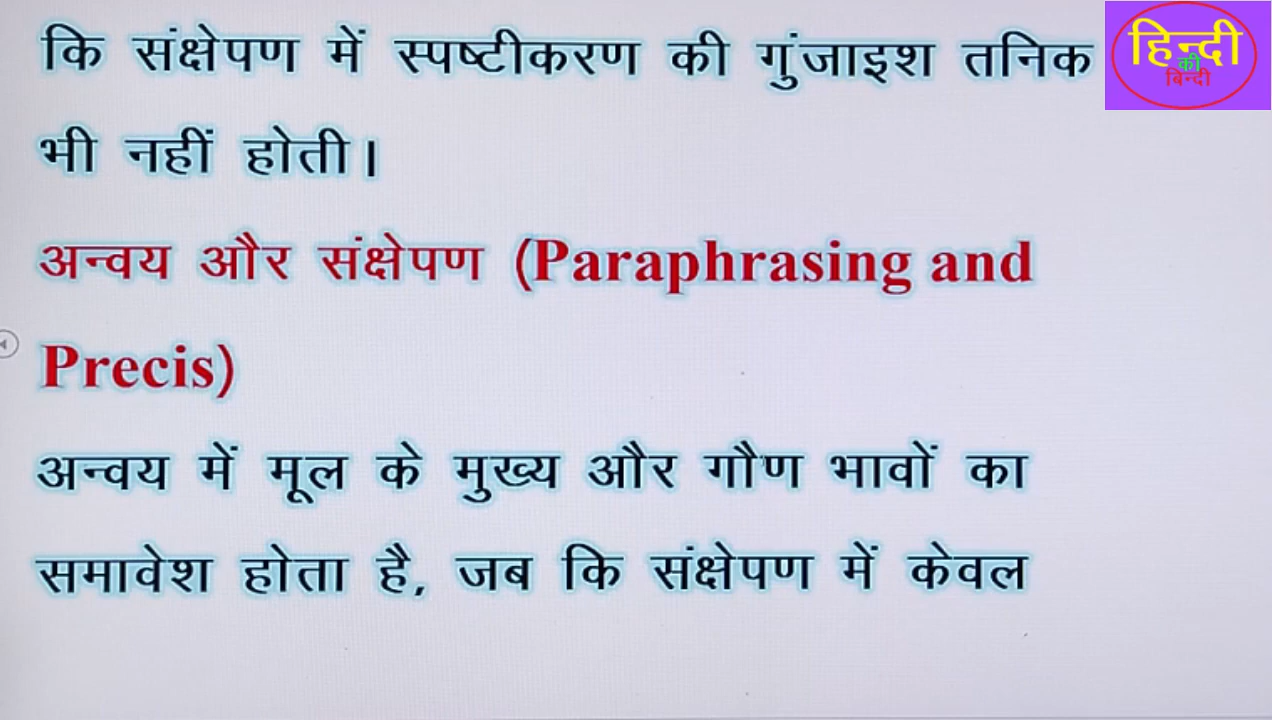 कि संक्षेपण में स्पष्टीकरण की गुंजाइश तनिक
भी नहीं होती।
अन्वय और संक्षेपण (Paraphrasing and
Precis)
अन्वय में मूल के मुख्य और गौण भावों का
समावेश होता है, जब कि संक्षेपण में केवल
हिन्दी
की
बिन्दी